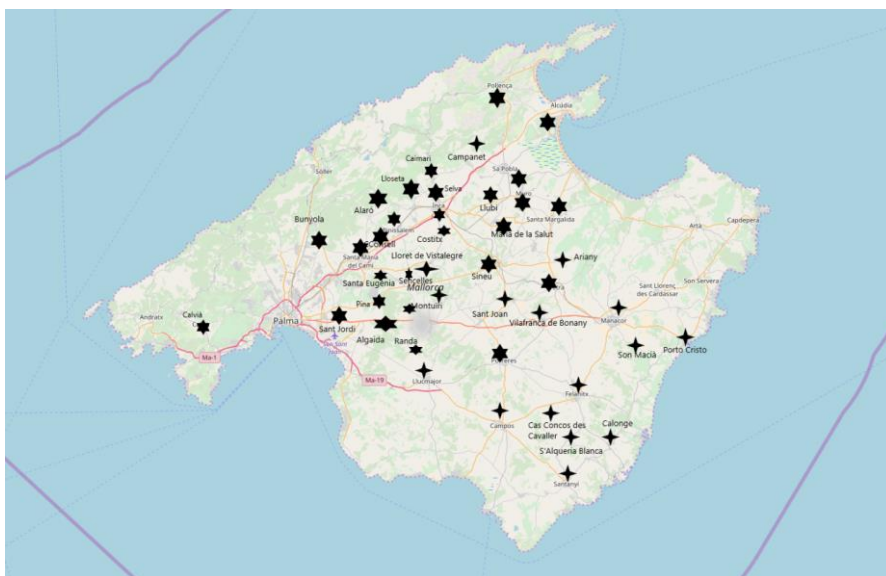 Pollença
Alcúdia
Campanet
Caimari
Sa Pobla
Sóller
Lloseta
Selva
Muro
Inca
Llubí
Alaró
Santa Margalida
Bunyola
Costitx
Maria de la Salut
Artà
Capdepera
Consell
Santa Maria
del Camí
Lloret de Vistalegre
Ariany
Sineu
Santa Eugènia
Sencelles
Mallorca
Sant Llorenç
des Cardassar
Son Servera
Pina
Montuïri
Sant Joan
Andratx
Calvià
Palma
Sant Jordi
Vilafranca de Bonany
Manacor
Algaida
Randa
Son Macià
Porto Cristo
Ma-1
Porreres
Ma-19
Llucmajor
Felanitx
Campos
Cas Concos des
Cavaller
Calonge
S'Alqueria Blanca
Santanyí